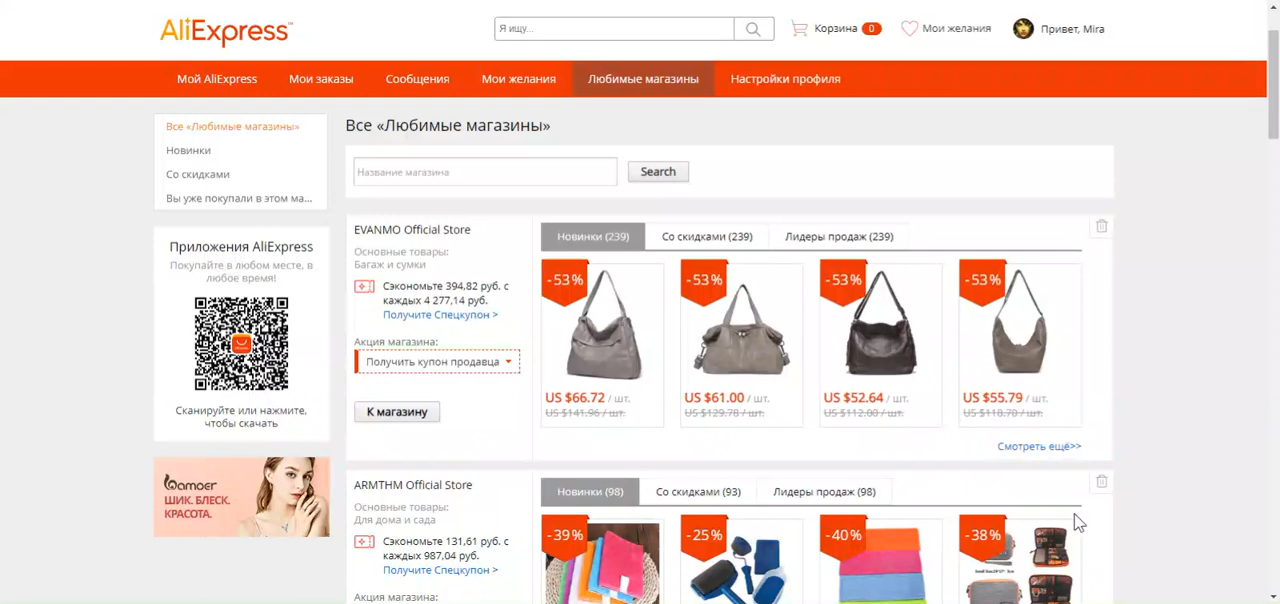 AliExpress™
Я ищу...
Корзина 0
Мои желания
Привет, Mira
Мой AliExpress
Мои заказы
Сообщения
Мои желания
Любимые магазины
Настройки профиля
Все «Любимые магазины»
Новинки
Со скидками
Вы уже покупали в этом ма...
Приложения AliExpress
Покупайте в любом месте, в
любое время!
Сканируйте или нажмите,
чтобы скачать
Bamoer
ШИК. БЛЕСК.
КРАСОТА.
Все «Любимые магазины»
Название магазина
Search
EVANMO Official Store
Основные товары:
Багаж и сумки
Сэкономьте 394,82 руб. с
каждых 4 277,14 руб.
Получите Спецкупон >
Акция магазина:
Получить купон продавца
К магазину
Новинки (239)
Со скидками (239)
Лидеры продаж (239)
-53%
-53%
-53%
-53%
US $66.72 / шт.
US $61.00 / шт.
US $52.64 / шт.
US $55.79 / шт.
US $141.96 / шт.
US $129.78 / шт.
US $112.00 / шт.
US $118.70 / шт.
Смотреть ещё>>
ARMTHM Official Store
Основные товары:
Для дома и сада
Сэкономьте 131,61 руб. с
каждых 987,04 руб.
Получите Спецкупон >
Акция магазина:
Новинки (98)
Со скидками (93)
Лидеры продаж (98)
-39%
-25%
-40%
-38%